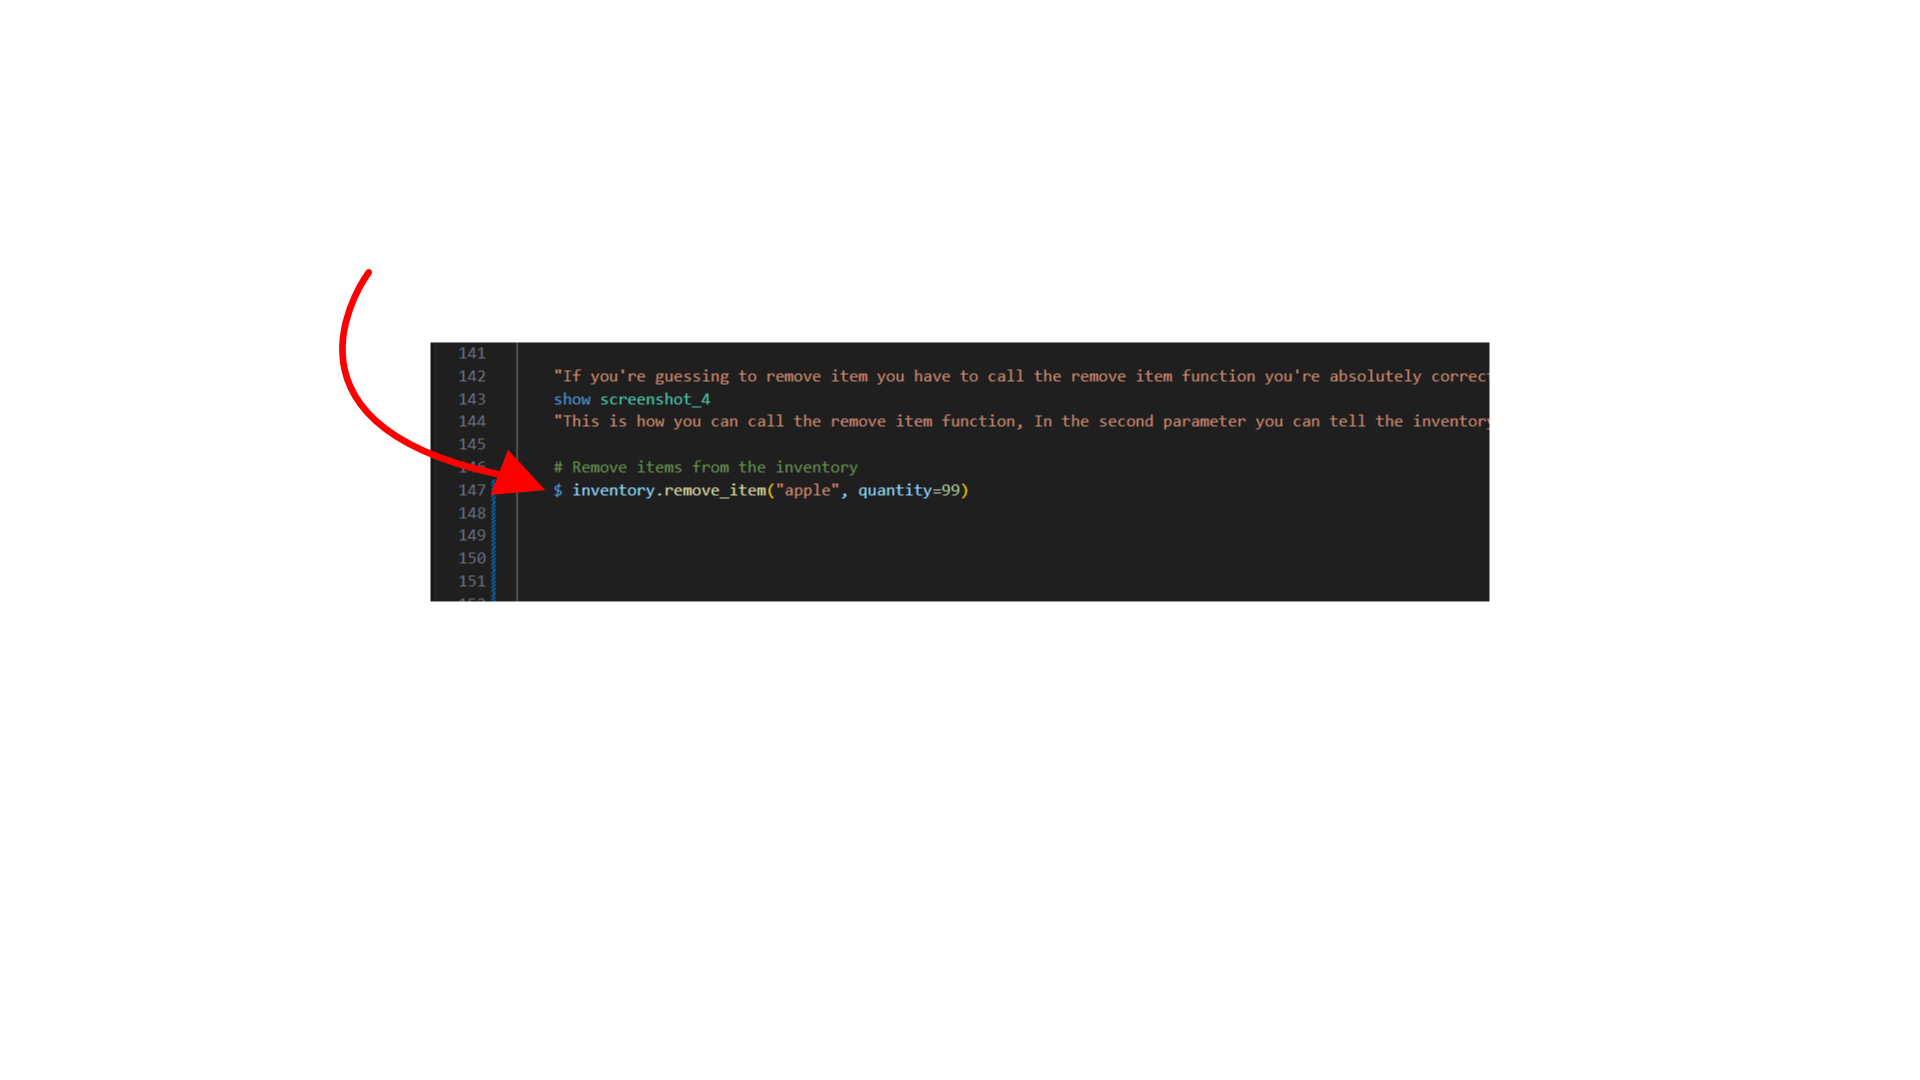 141
142 "If you're guessing to remove item you have to call the remove item function you're absolutely correc
143 show screenshot_4
144 "This is how you can call the remove item function, In the second parameter you can tell the inventory
145
146 # Remove items from the inventory
147 $ inventory.remove_item("apple", quantity=99)
148
149
150
151